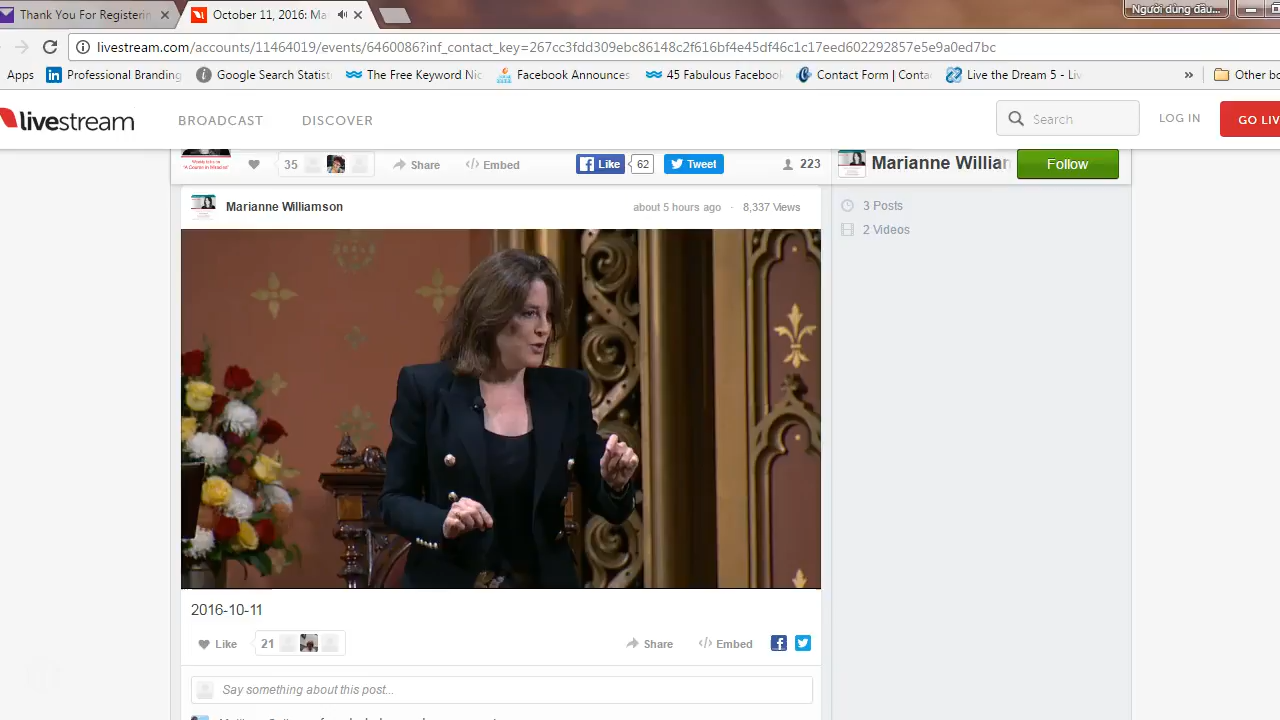 Thank You For Registerin
October 11, 2016: Ma
Người dùng đầu...
livestream.com/accounts/11464019/events/6460086?inf_contact_key=267cc3fdd309ebc86148c2f616bf4e45df46c1c17eed602292857e5e9a0ed7bc
Apps
Professional Branding
Google Search Statist
The Free Keyword Nic
Facebook Announces
45 Fabulous Facebook
Contact Form | Conta
Live the Dream 5 - Liv
»
Other bo
livestream
BROADCAST
DISCOVER
Search
LOG IN
GO LIV
"A Course in Miracles"
35
Share
Embed
Like
62
Tweet
223
Marianne Willian
Follow
Marianne Williamson
about 5 hours ago · 8,337 Views
3 Posts
2 Videos
2016-10-11
Like
21
Share
Embed
Say something about this post...